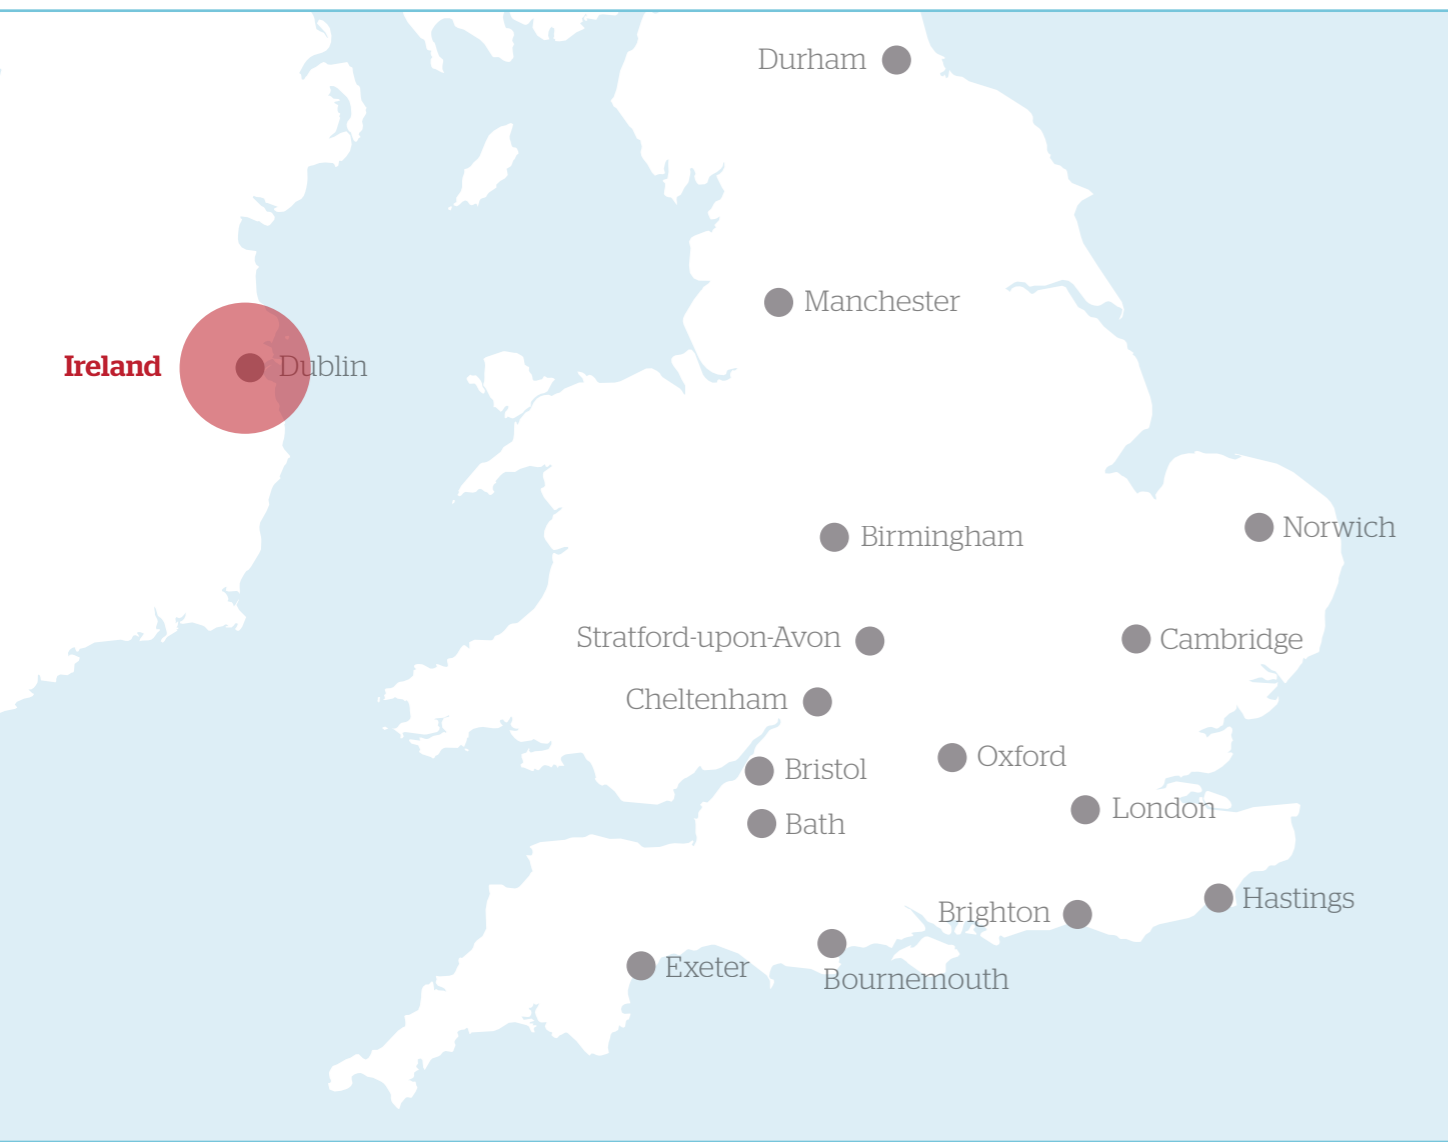 Durham
Manchester
Ireland
Dublin
Norwich
Birmingham
Stratford-upon-Avon
Cambridge
Cheltenham
Oxford
Bristol
London
Bath
Hastings
Brighton
Exeter
Bournemouth